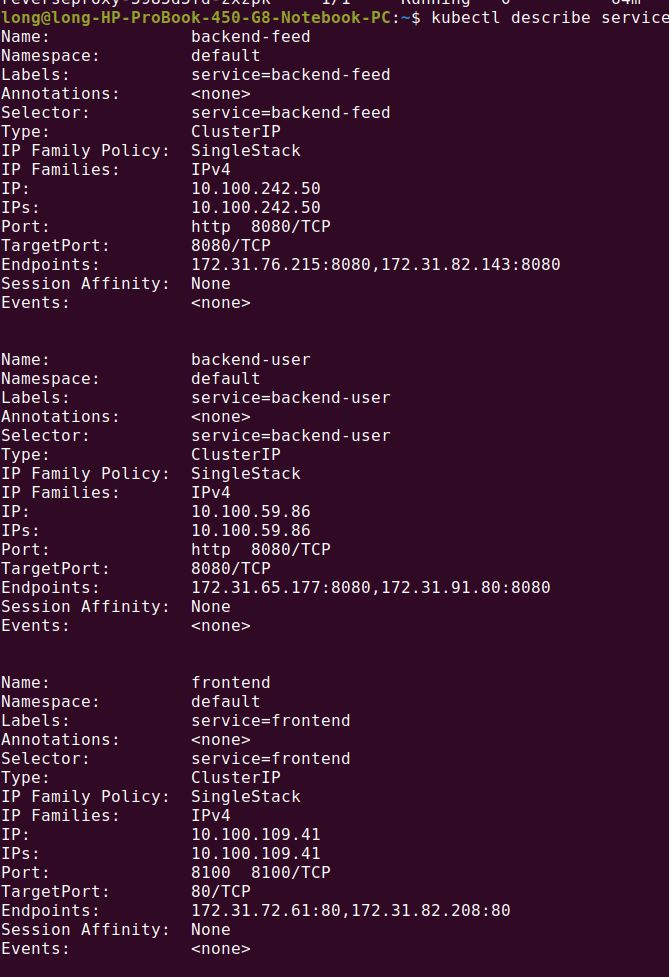 long@long-HP-ProBook-450-G8-Notebook-PC:~$ kubectl describe service
Name: backend-feed
Namespace: default
Labels: service=backend-feed
Annotations: <none>
Selector: service=backend-feed
Type: ClusterIP
IP Family Policy: SingleStack
IP Families: IPv4
IP: 10.100.242.50
IPs: 10.100.242.50
Port: http 8080/TCP
TargetPort: 8080/TCP
Endpoints: 172.31.76.215:8080,172.31.82.143:8080
Session Affinity: None
Events: <none>
Name: backend-user
Namespace: default
Labels: service=backend-user
Annotations: <none>
Selector: service=backend-user
Type: ClusterIP
IP Family Policy: SingleStack
IP Families: IPv4
IP: 10.100.59.86
IPs: 10.100.59.86
Port: http 8080/TCP
TargetPort: 8080/TCP
Endpoints: 172.31.65.177:8080,172.31.91.80:8080
Session Affinity: None
Events: <none>
Name: frontend
Namespace: default
Labels: service=frontend
Annotations: <none>
Selector: service=frontend
Type: ClusterIP
IP Family Policy: SingleStack
IP Families: IPv4
IP: 10.100.109.41
IPs: 10.100.109.41
Port: 8100 8100/TCP
TargetPort: 80/TCP
Endpoints: 172.31.72.61:80,172.31.82.208:80
Session Affinity: None
Events: <none>